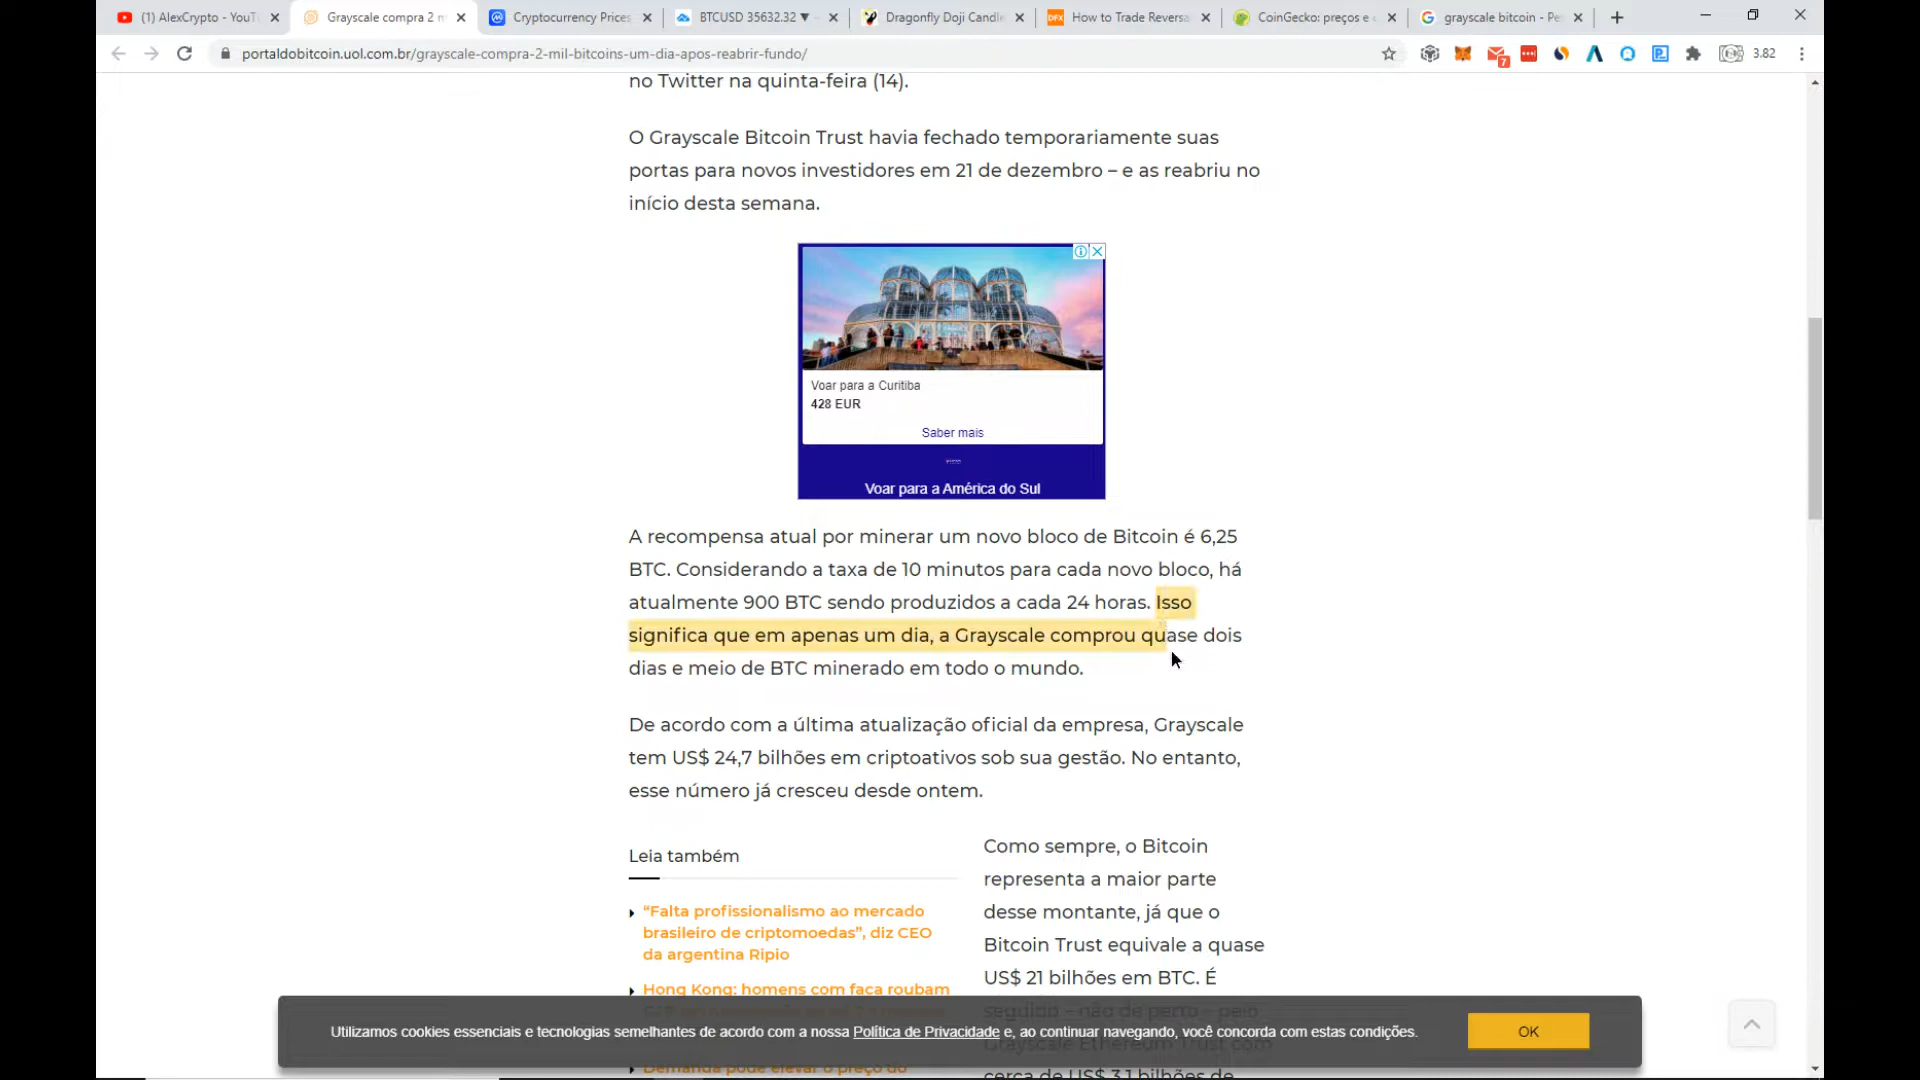 (1) AlexCrypto - YouT
Grayscale compra 2 m
Cryptocurrency Prices
BTCUSD 35632.32 ▼
Dragonfly Doji Candle
How to Trade Reversa
CoinGecko: preços e
grayscale bitcoin - Pe
portaldobitcoin.uol.com.br/grayscale-compra-2-mil-bitcoins-um-dia-apos-reabrir-fundo/
7
3.82
no Twitter na quinta-feira (14).
O Grayscale Bitcoin Trust havia fechado temporariamente suas
portas para novos investidores em 21 de dezembro – e as reabriu no
início desta semana.
Voar para a Curitiba
428 EUR
Saber mais
Voar para a América do Sul
A recompensa atual por minerar um novo bloco de Bitcoin é 6,25
BTC. Considerando a taxa de 10 minutos para cada novo bloco, há
atualmente 900 BTC sendo produzidos a cada 24 horas. Isso
significa que em apenas um dia, a Grayscale comprou quase dois
dias e meio de BTC minerado em todo o mundo.
De acordo com a última atualização oficial da empresa, Grayscale
tem US$ 24,7 bilhões em criptoativos sob sua gestão. No entanto,
esse número já cresceu desde ontem.
Leia também
“Falta profissionalismo ao mercado
brasileiro de criptomoedas”, diz CEO
da argentina Ripio
Hong Kong: homens com faca roubam
Demanda pode elevar o preço do
Como sempre, o Bitcoin
representa a maior parte
desse montante, já que o
Bitcoin Trust equivale a quase
US$ 21 bilhões em BTC. É
seguido – não de perto – pelo
Grayscale Ethereum Trust com
cerca de US$ 3,1 bilhões de
Utilizamos cookies essenciais e tecnologias semelhantes de acordo com a nossa Política de Privacidade e, ao continuar navegando, você concorda com estas condições.
OK